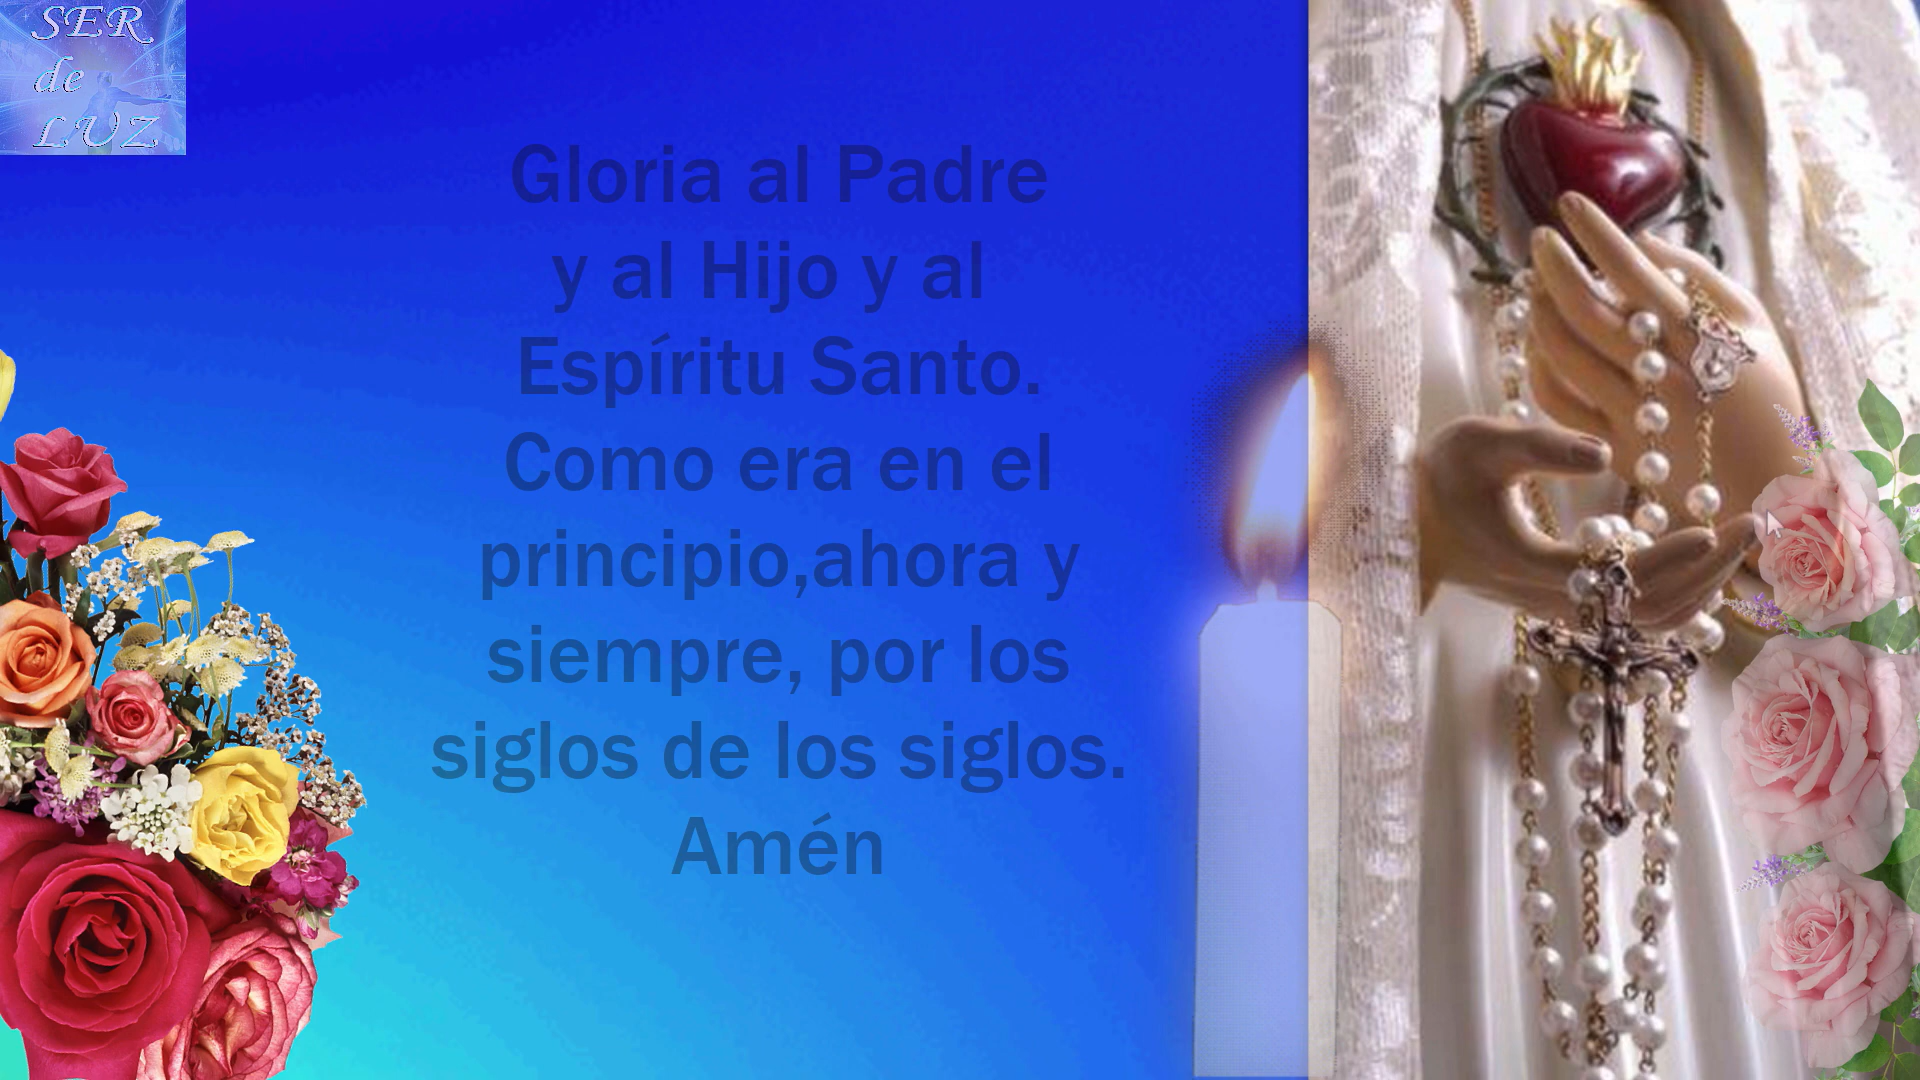 SER
de
LUZ
Gloria al Padre
y al Hijo y al
Espíritu Santo.
Como era en el
principio,ahora y
siempre, por los
siglos de los siglos.
Amén